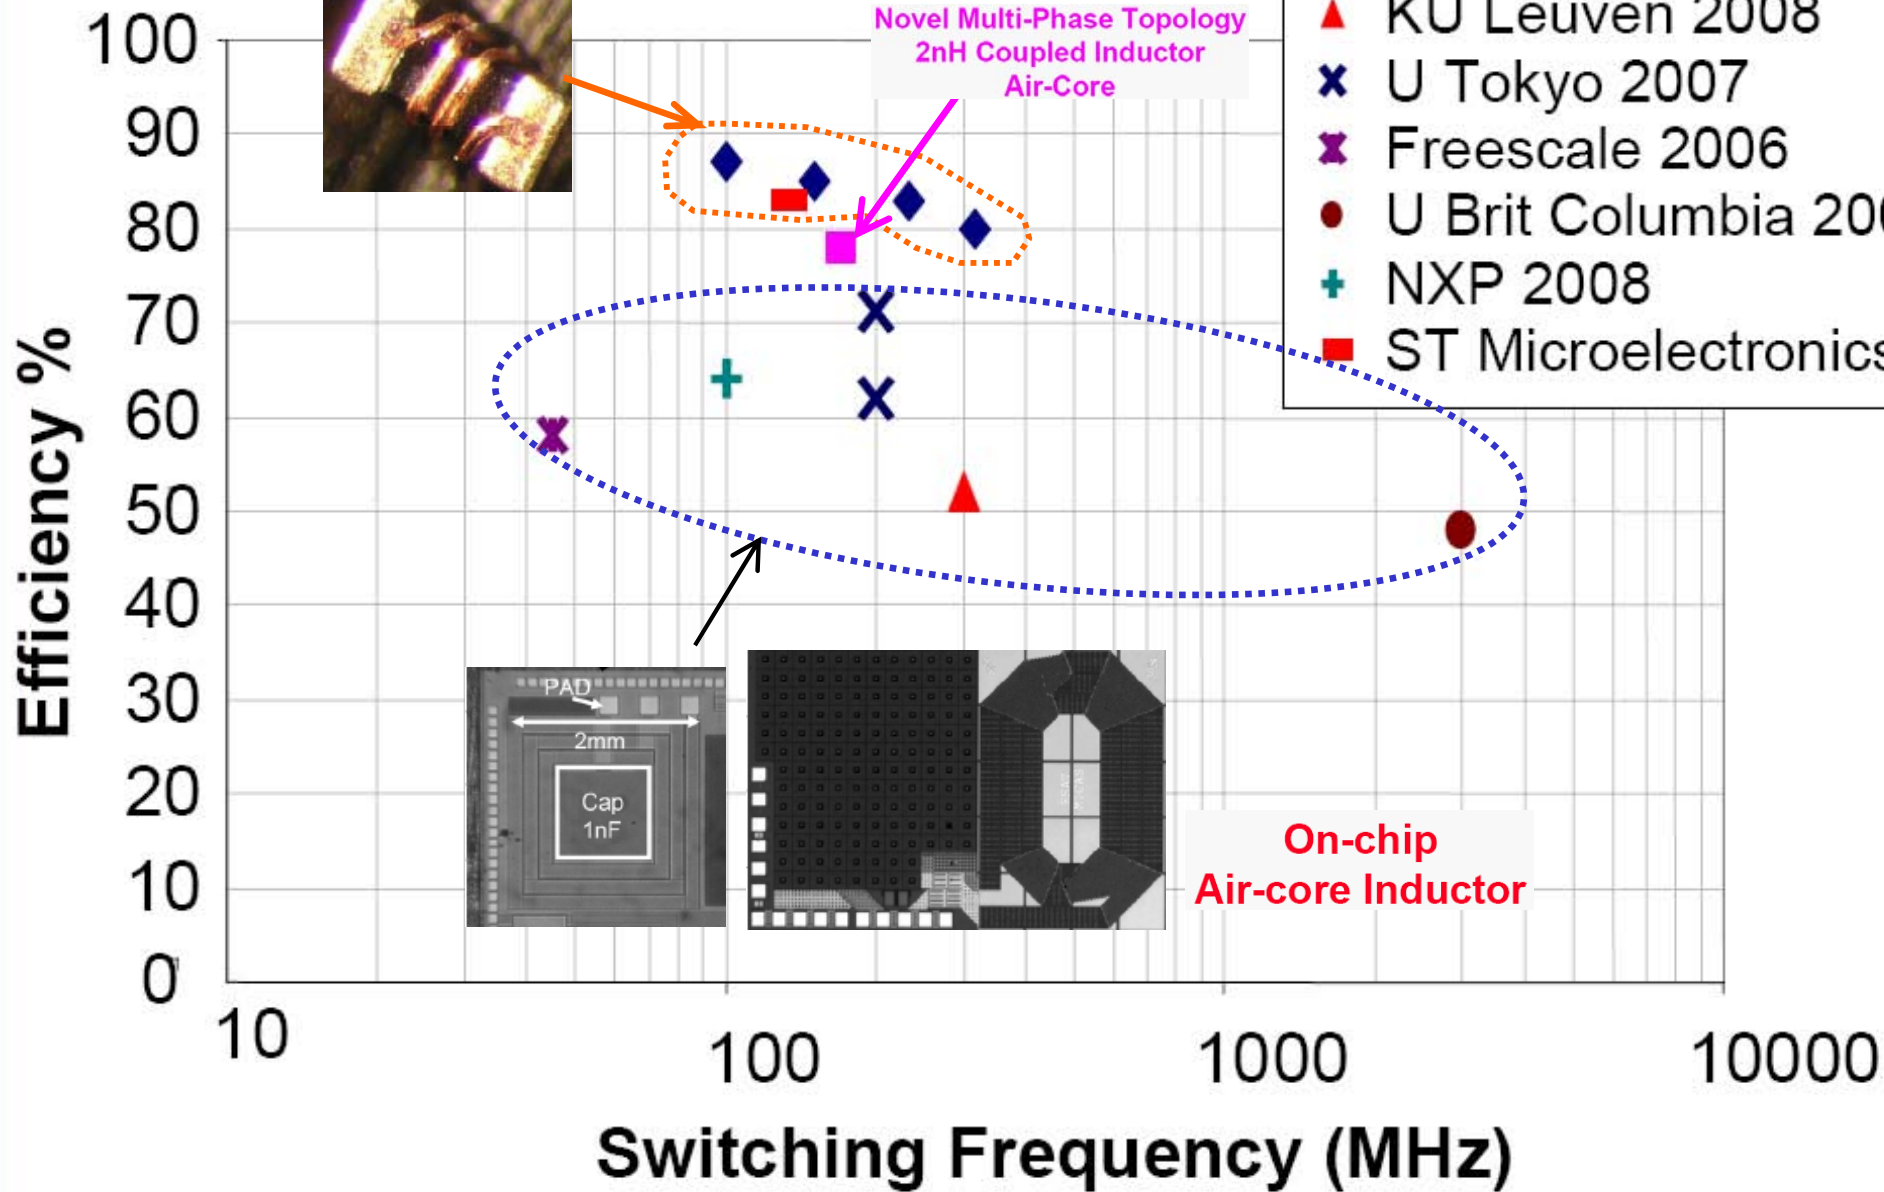 Novel Multi-Phase Topology
2nH Coupled Inductor
Air-Core
KU Leuven 2008
U Tokyo 2007
Freescale 2006
U Brit Columbia
NXP 2008
ST Microelectronics
100
90
80
70
60
50
40
30
20
10
0
Efficiency %
PAD
2mm
Cap
1nF
On-chip
Air-core Inductor
10
100
1000
10000
Switching Frequency (MHz)